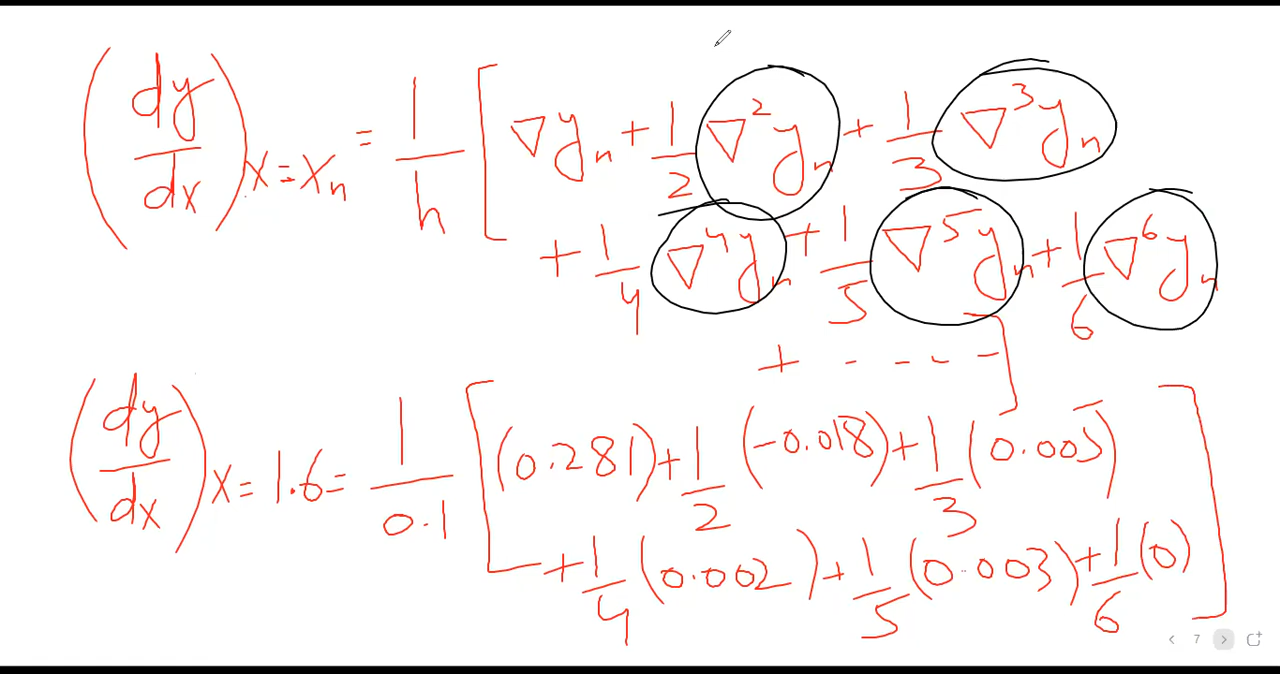 (dy/dx) x=xₙ = 1/h [ ∇yₙ + 1/2 ∇²yₙ + 1/3 ∇³yₙ
+ 1/4 ∇⁴yₙ + 1/5 ∇⁵yₙ + 1/6 ∇⁶yₙ
+ - - - - ]
(dy/dx) x=1.6 = 1/0.1 [ (0.281) + 1/2 (-0.018) + 1/3 (0.005)
+ 1/4 (0.002) + 1/5 (0.003) + 1/6 (0) ]
< 7 >